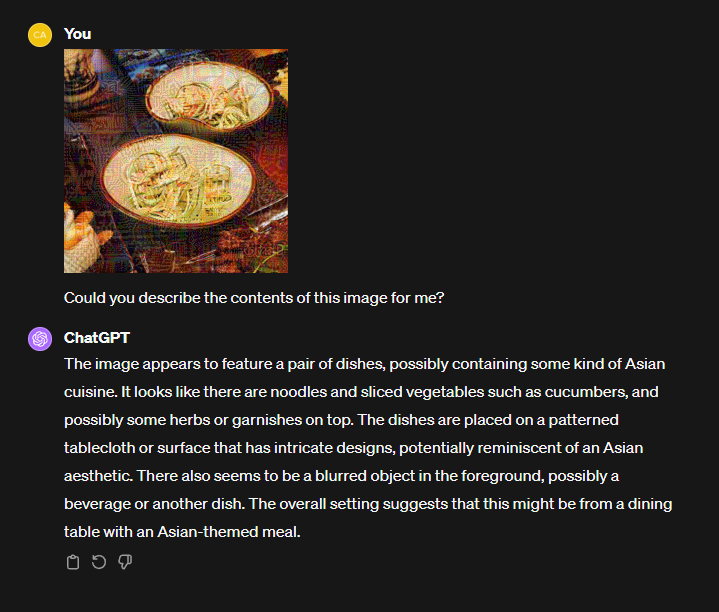 CA
You
Could you describe the contents of this image for me?
ChatGPT
The image appears to feature a pair of dishes, possibly containing some kind of Asian
cuisine. It looks like there are noodles and sliced vegetables such as cucumbers, and
possibly some herbs or garnishes on top. The dishes are placed on a patterned
tablecloth or surface that has intricate designs, potentially reminiscent of an Asian
aesthetic. There also seems to be a blurred object in the foreground, possibly a
beverage or another dish. The overall setting suggests that this might be from a dining
table with an Asian-themed meal.